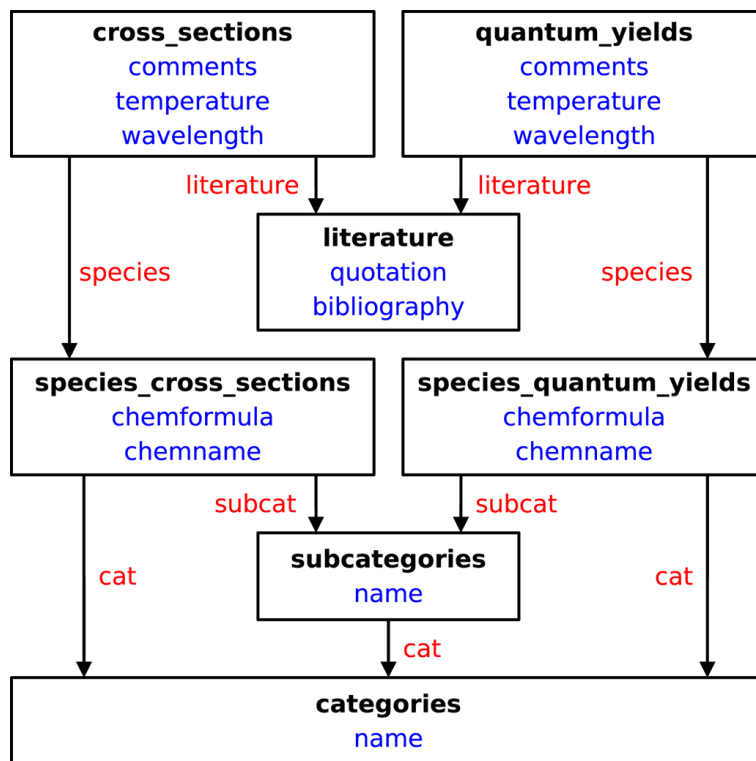 cross_sections
comments
temperature
wavelength
quantum_yields
comments
temperature
wavelength
literature
literature
literature
quotation
bibliography
species
species
species_cross_sections
chemformula
chemname
species_quantum_yields
chemformula
chemname
subcat
subcat
subcategories
name
cat
cat
cat
categories
name